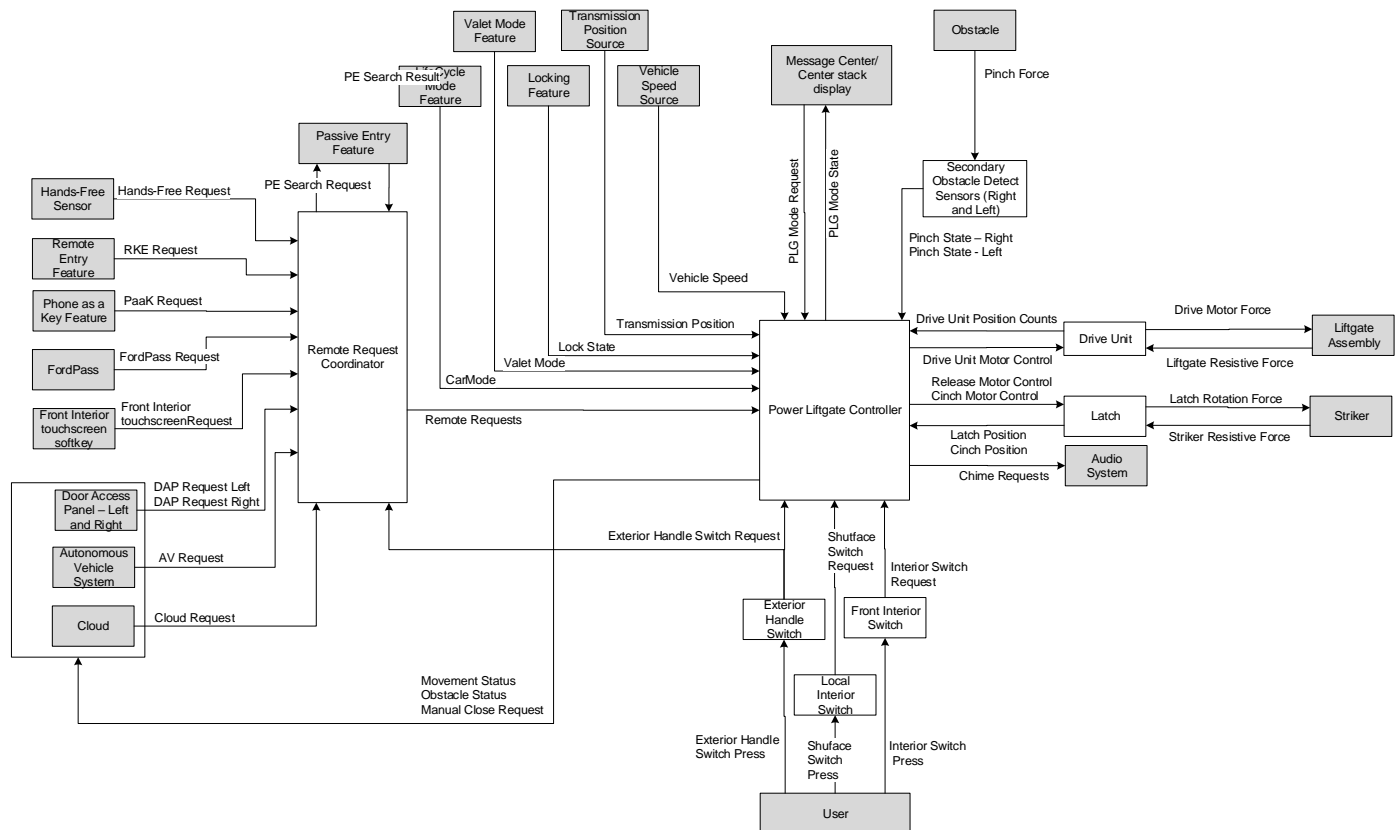 Valet Mode
Feature
Transmission
Position
Source
Obstacle
PE Search Result
LifeCycle
Mode
Feature
Locking
Feature
Vehicle
Speed
Source
Message Center/
Center stack
display
Pinch Force
Passive Entry
Feature
PE Search Request
Hands-Free
Sensor
Hands-Free Request
Remote
Entry
Feature
RKE Request
Phone as a
Key Feature
PaaK Request
FordPass
FordPass Request
Front Interior
touchscreen
softkey
Front Interior
touchscreenRequest
Door Access
Panel – Left
and Right
DAP Request Left
DAP Request Right
Autonomous
Vehicle
System
AV Request
Cloud
Cloud Request
Remote Request
Coordinator
Remote Requests
PLG Mode Request
PLG Mode State
Secondary
Obstacle Detect
Sensors (Right
and Left)
Pinch State – Right
Pinch State - Left
Vehicle Speed
Transmission Position
Lock State
Valet Mode
CarMode
Power Liftgate Controller
Drive Unit Position Counts
Drive Unit Motor Control
Drive Unit
Drive Motor Force
Liftgate Resistive Force
Liftgate
Assembly
Release Motor Control
Cinch Motor Control
Latch
Latch Position
Cinch Position
Latch Rotation Force
Striker Resistive Force
Striker
Chime Requests
Audio
System
Exterior Handle Switch Request
Shutface
Switch
Request
Interior Switch
Request
Exterior
Handle
Switch
Front Interior
Switch
Local
Interior
Switch
Movement Status
Obstacle Status
Manual Close Request
Exterior Handle
Switch Press
Shuface
Switch
Press
Interior Switch
Press
User